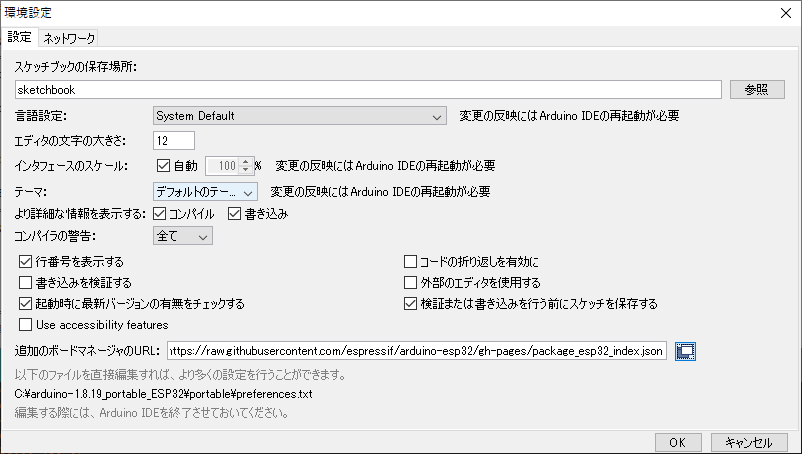 環境設定
設定 ネットワーク
スケッチブックの保存場所:
sketchbook 参照
言語設定: System Default 変更の反映にはArduino IDEの再起動が必要
エディタの文字の大きさ: 12
インタフェースのスケール: 自動 100 % 変更の反映にはArduino IDEの再起動が必要
テーマ: デフォルトのテー... 変更の反映にはArduino IDEの再起動が必要
より詳細な情報を表示する: コンパイル 書き込み
コンパイラの警告: 全て
行番号を表示する コードの折り返しを有効に
書き込みを検証する 外部のエディタを使用する
起動時に最新バージョンの有無をチェックする 検証または書き込みを行う前にスケッチを保存する
Use accessibility features
追加のボードマネージャのURL: https://raw.githubusercontent.com/espressif/arduino-esp32/gh-pages/package_esp32_index.json
以下のファイルを直接編集すれば、より多くの設定を行うことができます。
C:¥arduino-1.8.19_portable_ESP32¥portable¥preferences.txt
編集する際には、Arduino IDEを終了させておいてください。
OK キャンセル